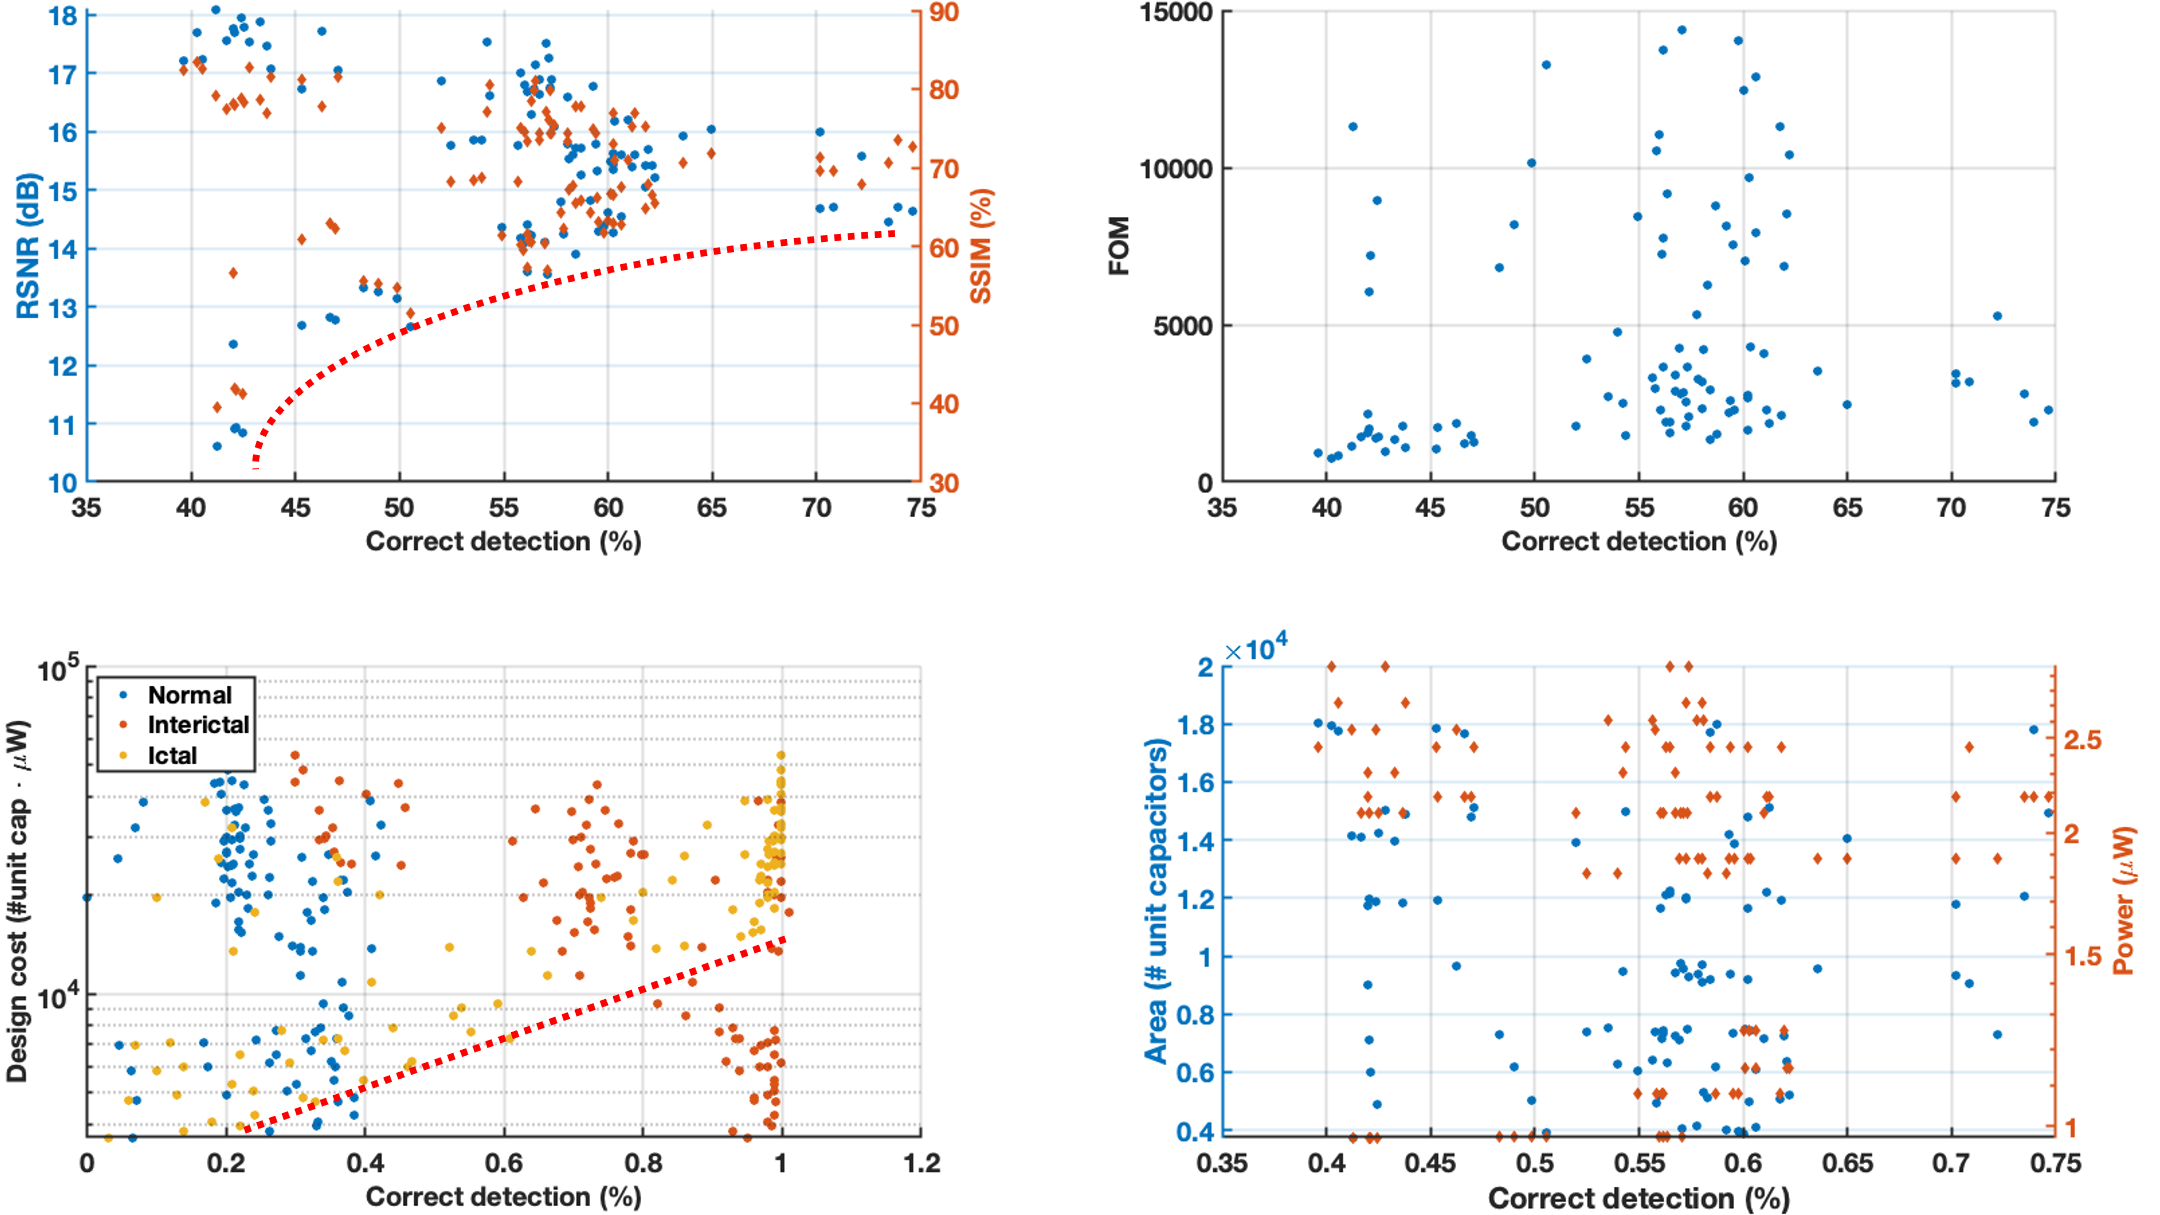 18
17
16
15
14
13
12
11
10
RSNR (dB)
90
80
70
60
50
40
30
SSIM (%)
35 40 45 50 55 60 65 70 75
Correct detection (%)
15000
10000
5000
0
FOM
35 40 45 50 55 60 65 70 75
Correct detection (%)
10^5
10^4
Design cost (#unit cap · μW)
Normal
Interictal
Ictal
0 0.2 0.4 0.6 0.8 1 1.2
Correct detection (%)
×10^4
2
1.8
1.6
1.4
1.2
1
0.8
0.6
0.4
Area (# unit capacitors)
2.5
2
1.5
1
Power (μW)
0.35 0.4 0.45 0.5 0.55 0.6 0.65 0.7 0.75
Correct detection (%)